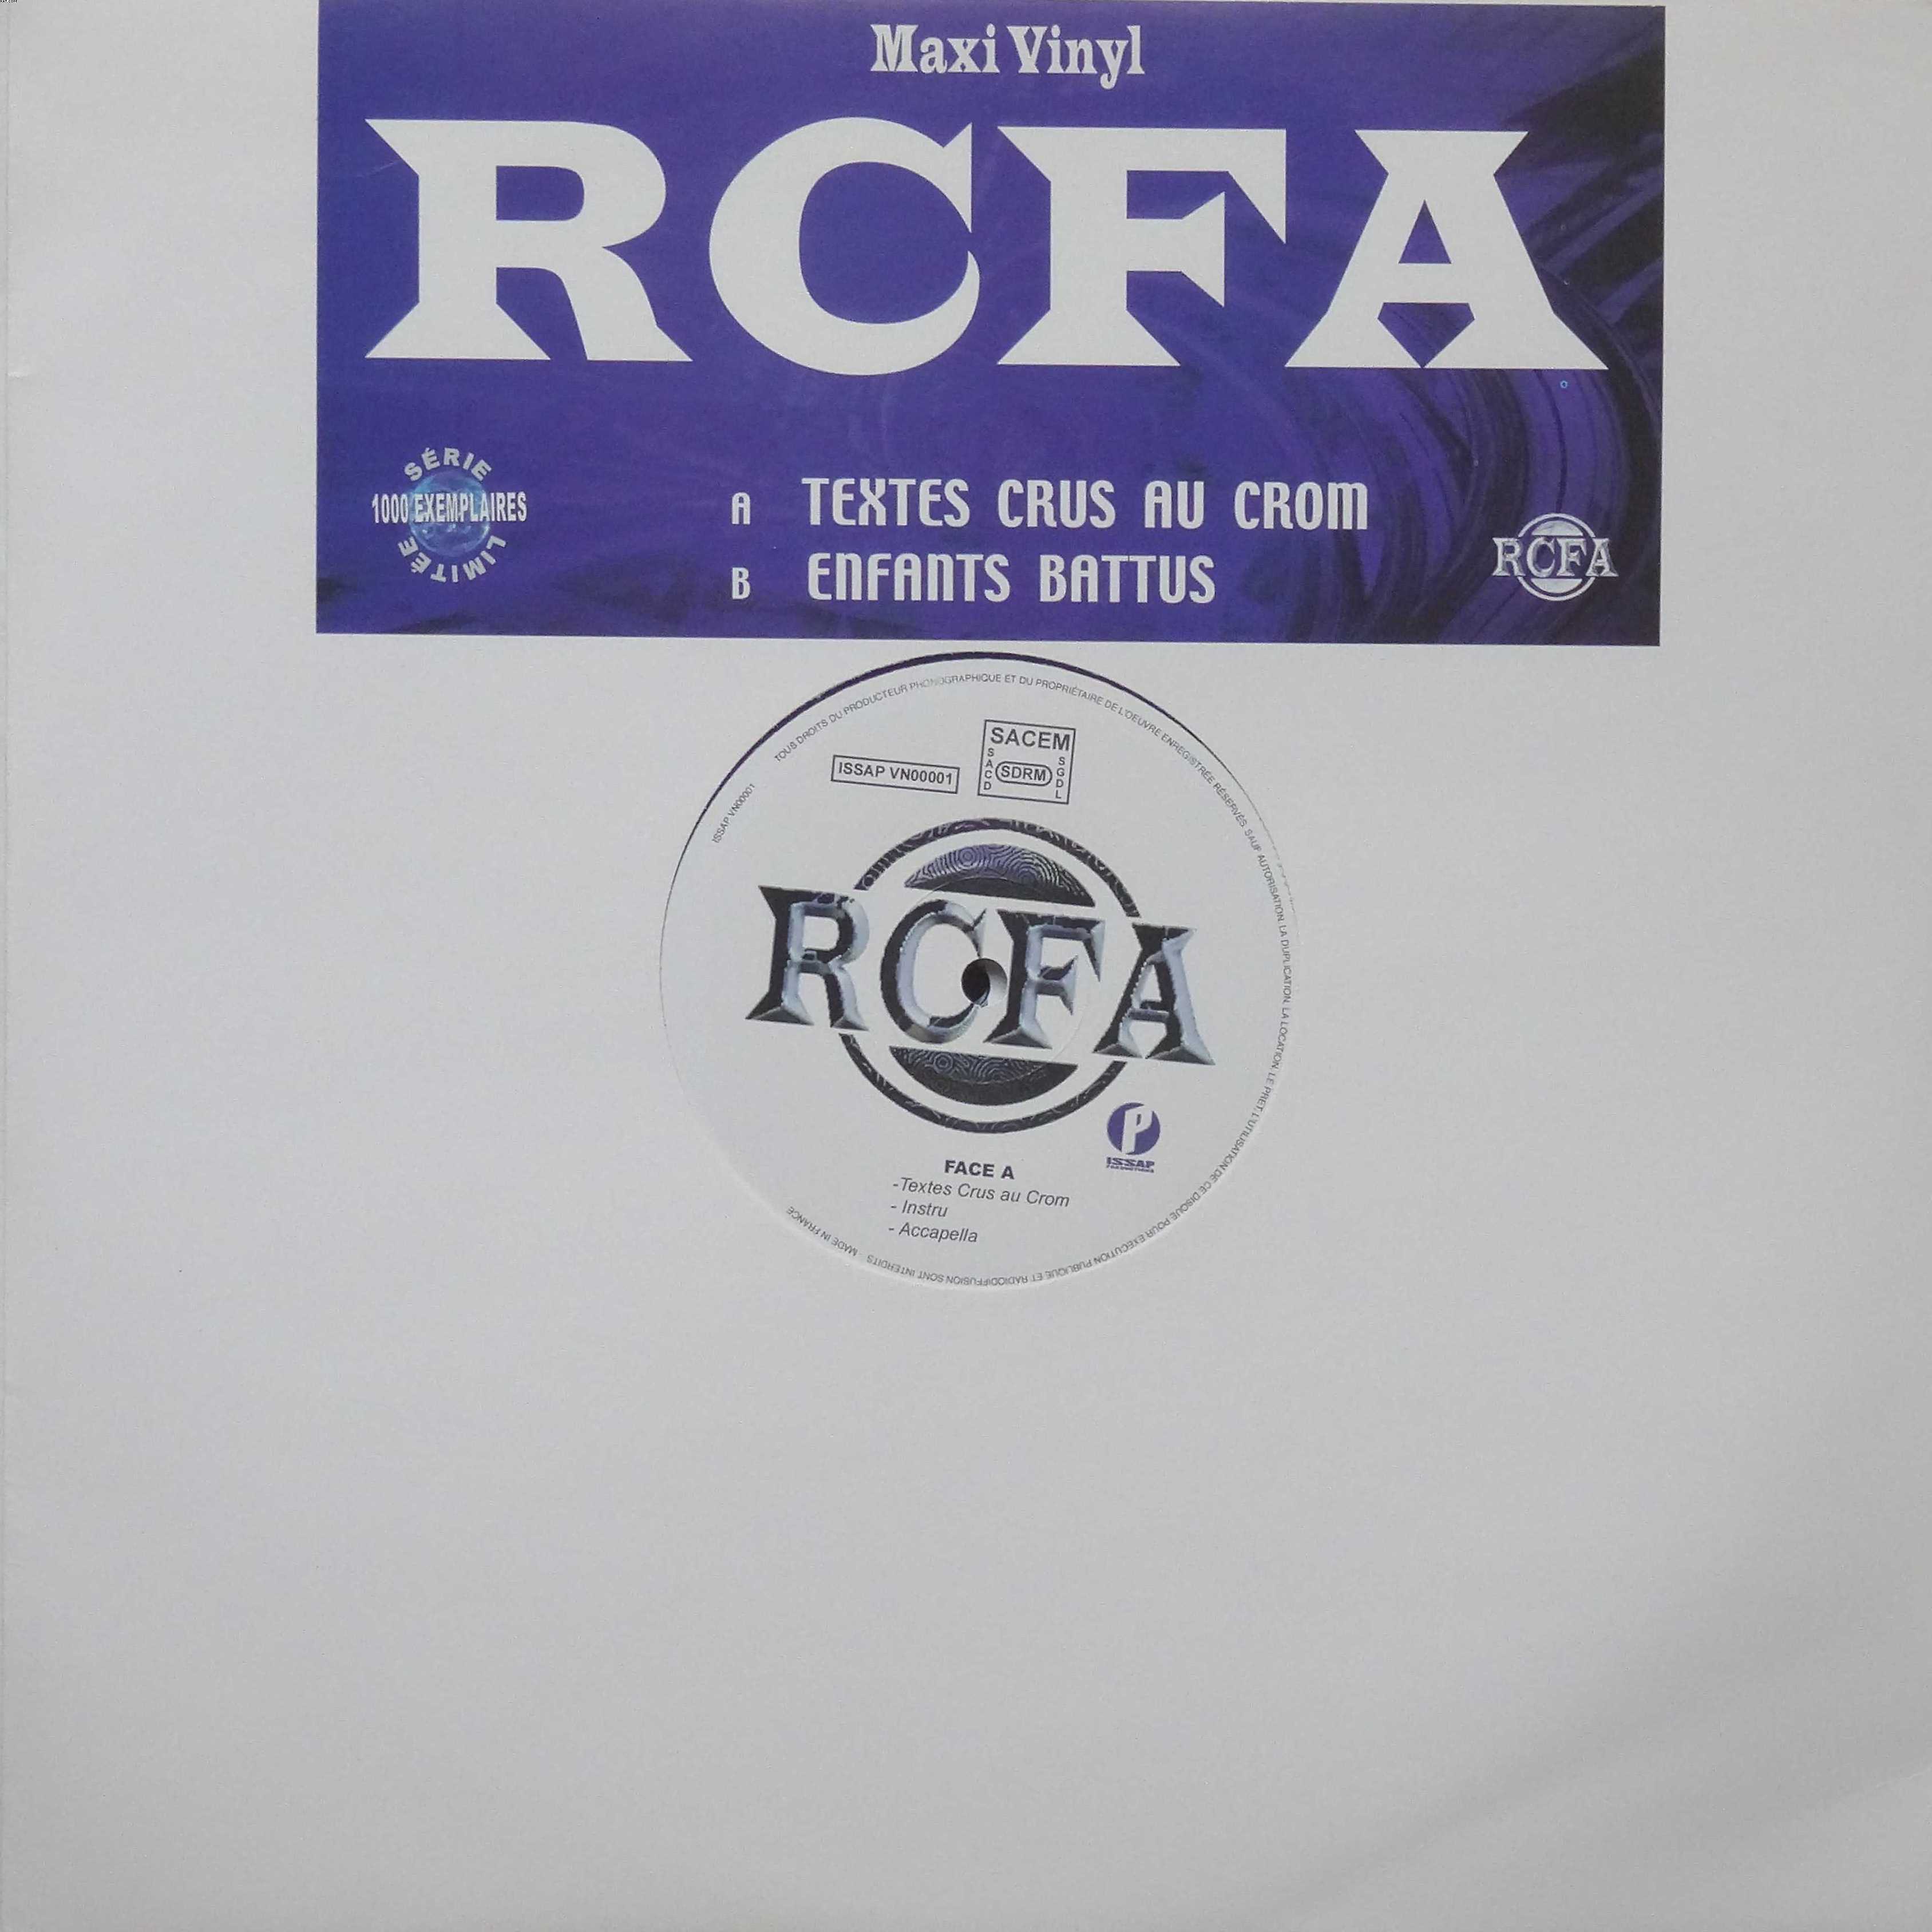 Maxi Vinyl
RCFA
SÉRIE
1000 EXEMPLAIRES
LIMITÉE
A TEXTES CRUS AU CROM
B ENFANTS BATTUS
RCFA
ISSAP VN00001 TOUS DROITS DU PRODUCTEUR PHONOGRAPHIQUE ET DU PROPRIÉTAIRE DE L'OEUVRE ENREGISTRÉE RÉSERVÉS. SAUF AUTORISATION, LA DUPLICATION, LA LOCATION, LE PRET, L'UTILISATION DE CE DISQUE POUR EXECUTION PUBLIQUE ET RADIODIFFUSION SONT INTERDITS MADE IN FRANCE
ISSAP VN00001
SACEM
SACD
SDRM
SGDL
RCFA
P
ISSAP
FACE A
-Textes Crus au Crom
- Instru
- Accapella